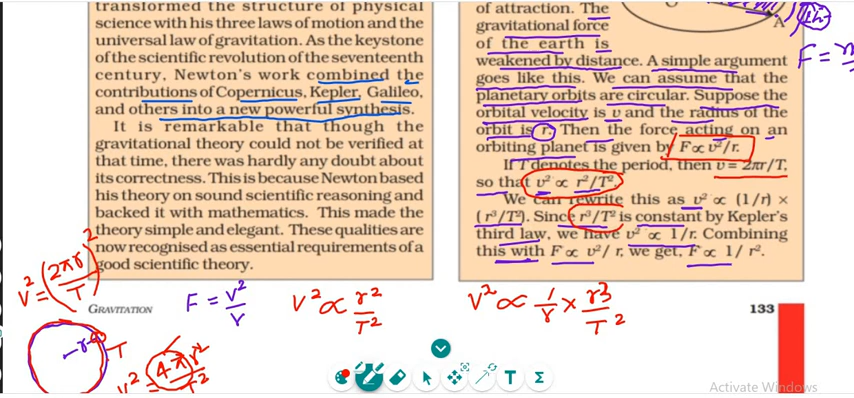 transformed the structure of physical
science with his three laws of motion and the
universal law of gravitation. As the keystone
of the scientific revolution of the seventeenth
century, Newton's work combined the
contributions of Copernicus, Kepler, Galileo,
and others into a new powerful synthesis.
It is remarkable that though the
gravitational theory could not be verified at
that time, there was hardly any doubt about
its correctness. This is because Newton based
his theory on sound scientific reasoning and
backed it with mathematics. This made the
theory simple and elegant. These qualities are
now recognised as essential requirements of a
good scientific theory.
of attraction. The
gravitational force
of the earth is
weakened by distance. A simple argument
goes like this. We can assume that the
planetary orbits are circular. Suppose the
orbital velocity is v and the radius of the
orbit is r. Then the force acting on an
orbiting planet is given by F ∝ v²/r.
If T denotes the period, then v = 2πr/T,
so that v² ∝ r²/T².
We can rewrite this as v² ∝ (1/r) ×
(r³/T²). Since r³/T² is constant by Kepler's
third law, we have v² ∝ 1/r. Combining
this with F ∝ v²/ r, we get, F ∝ 1/ r².
A
F =
v² = (2πr/T)²
GRAVITATION
F = v²/r
v² ∝ r²/T²
v² ∝ 1/r × r³/T²
133
r
T
v² = 4π r²/T²
T Σ
Activate Windows